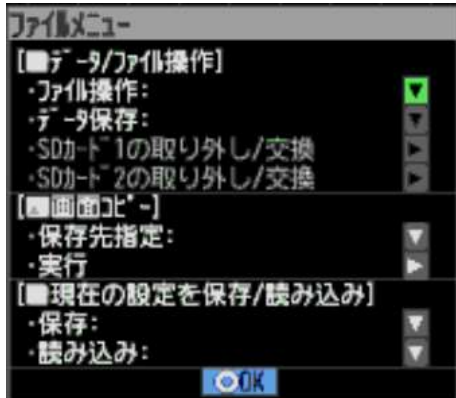 ファイルメニュー
[■データ/ファイル操作]
・ファイル操作:
・データ保存:
・SDカード1の取り外し/交換
・SDカード2の取り外し/交換
[画面コピー]
・保存先指定:
・実行
[■現在の設定を保存/読み込み]
・保存:
・読み込み:
OK